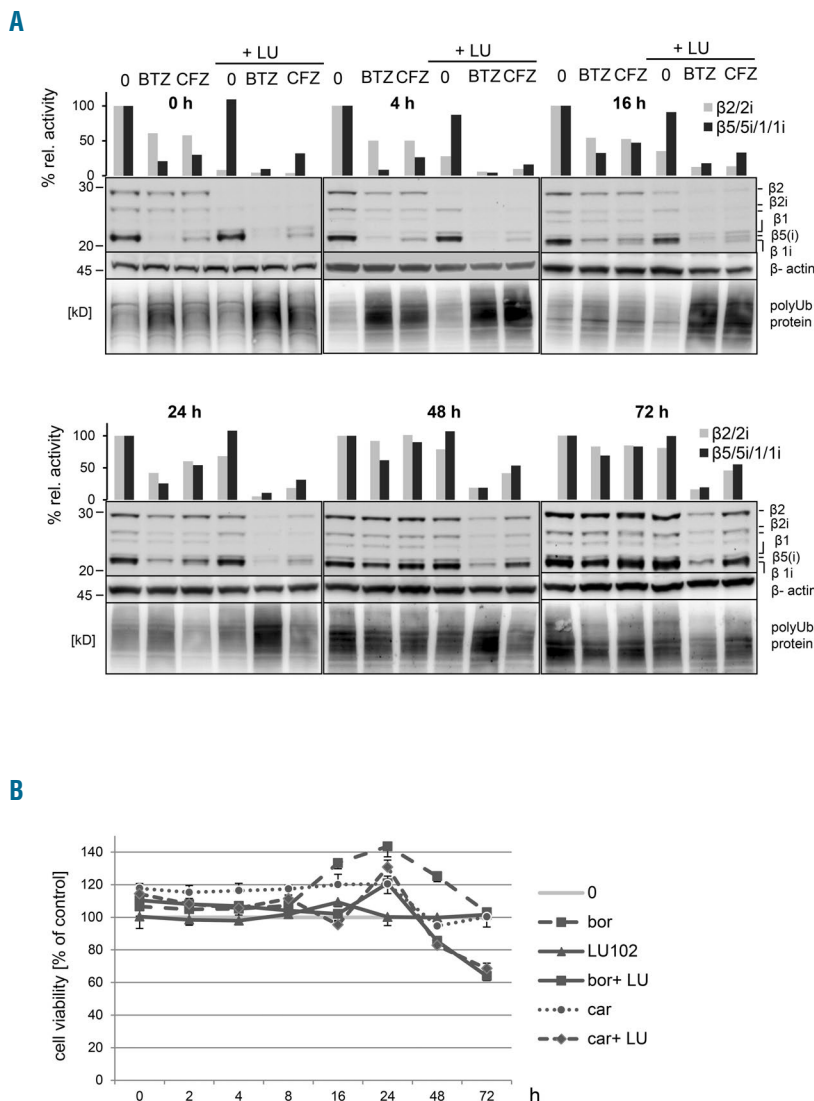 A
+ LU + LU + LU
0 BTZ CFZ 0 BTZ CFZ 0 BTZ CFZ 0 BTZ CFZ 0 BTZ CFZ 0 BTZ CFZ
% rel. activity
100
50
0
0 h 4 h 16 h
β2/2i
β5/5i/1/1i
30
20
45
[kD]
β2
β2i
β1
β5(i)
β 1i
β- actin
polyUb
protein
24 h 48 h 72 h
% rel. activity
100
50
0
β2/2i
β5/5i/1/1i
30
20
45
[kD]
β2
β2i
β1
β5(i)
β 1i
β- actin
polyUb
protein
B
cell viability [% of control]
140
120
100
80
60
40
20
0
0 2 4 8 16 24 48 72 h
0
bor
LU102
bor+ LU
car
car+ LU